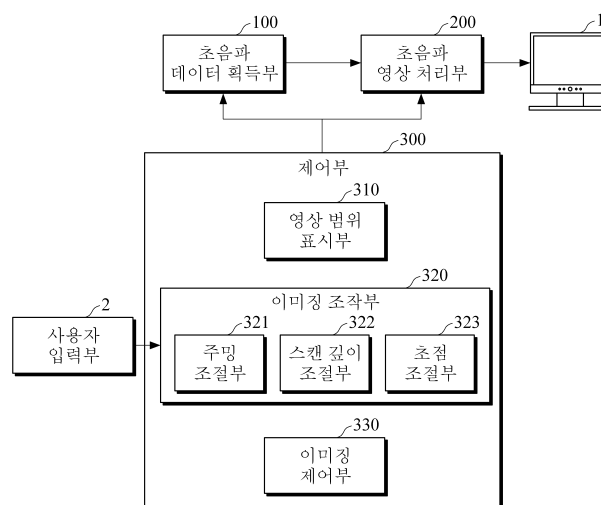 100
초음파
데이터 획득부
200
초음파
영상 처리부
1
300
제어부
310
영상 범위
표시부
320
이미징 조작부
2
사용자
입력부
321
주밍
조절부
322
스캔 깊이
조절부
323
초점
조절부
330
이미징
제어부